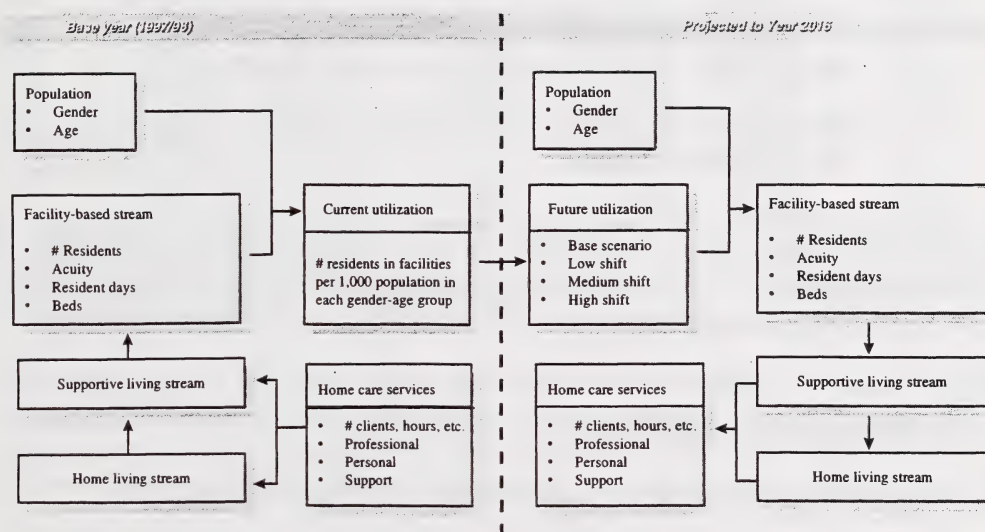 Base year (1997/98)
Population
• Gender
• Age
Facility-based stream
• # Residents
• Acuity
• Resident days
• Beds
Current utilization
# residents in facilities
per 1,000 population in
each gender-age group
Supportive living stream
Home living stream
Home care services
• # clients, hours, etc.
• Professional
• Personal
• Support
Projected to Year 2016
Population
• Gender
• Age
Future utilization
• Base scenario
• Low shift
• Medium shift
• High shift
Facility-based stream
• # Residents
• Acuity
• Resident days
• Beds
Home care services
• # clients, hours, etc.
• Professional
• Personal
• Support
Supportive living stream
Home living stream